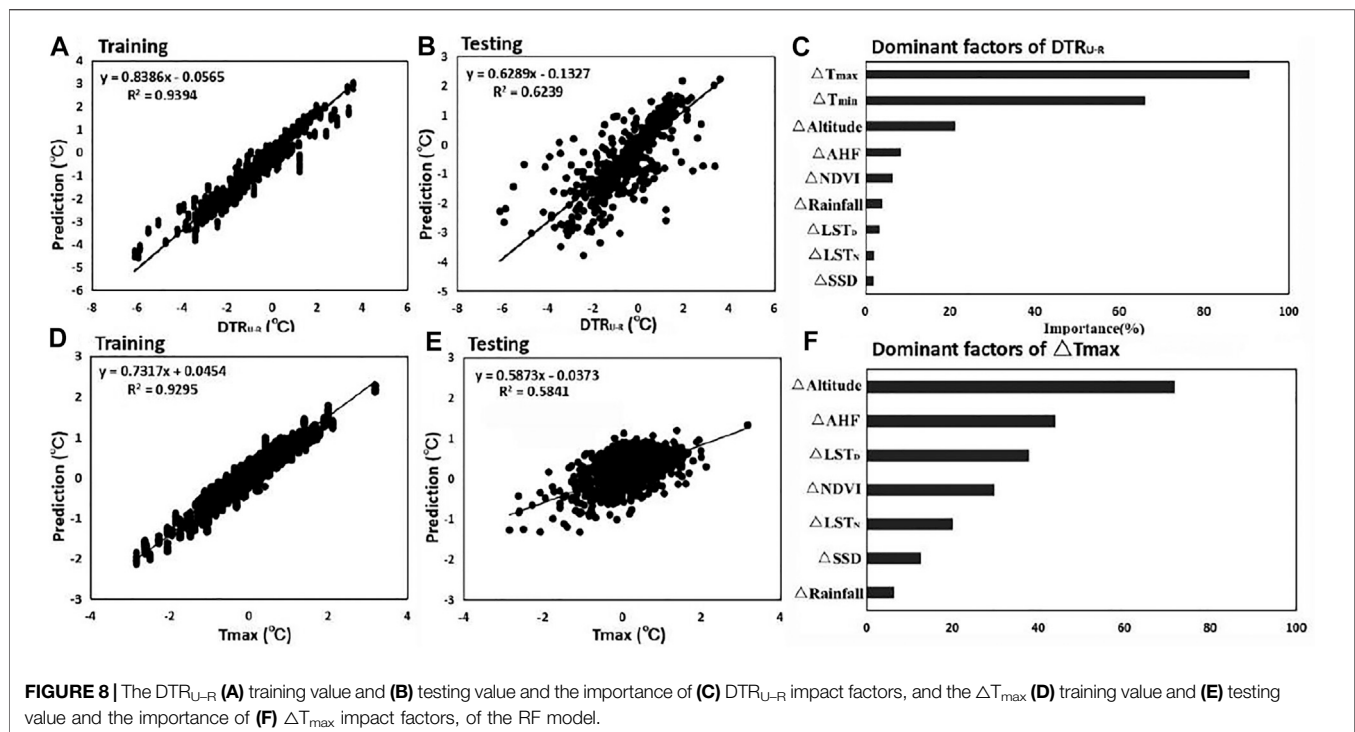 A Training
y = 0.8386x - 0.0565
R² = 0.9394
Prediction (°C)
4
3
2
1
0
-1
-2
-3
-4
-5
-6
-8
-6
-4
-2
0
2
4
6
DTRU-R (°C)
B Testing
y = 0.6289x - 0.1327
R² = 0.6239
Prediction (°C)
3
2
1
0
-1
-2
-3
-4
-5
-8
-6
-4
-2
0
2
4
6
DTRU-R (°C)
C Dominant factors of DTRU-R
△Tmax
△Tmin
△Altitude
△AHF
△NDVI
△Rainfall
△LSTD
△LSTN
△SSD
0
20
40
60
80
100
Importance(%)
D Training
y = 0.7317x + 0.0454
R² = 0.9295
Prediction (°C)
3
2
1
0
-1
-2
-3
-4
-2
0
2
4
Tmax (°C)
E Testing
y = 0.5873x - 0.0373
R² = 0.5841
Prediction (°C)
3
2
1
0
-1
-2
-3
-4
-2
0
2
4
Tmax (°C)
F Dominant factors of △Tmax
△Altitude
△AHF
△LSTD
△NDVI
△LSTN
△SSD
△Rainfall
0
20
40
60
80
100
FIGURE 8 | The DTRU–R (A) training value and (B) testing value and the importance of (C) DTRU–R impact factors, and the ΔTmax (D) training value and (E) testing
value and the importance of (F) ΔTmax impact factors, of the RF model.